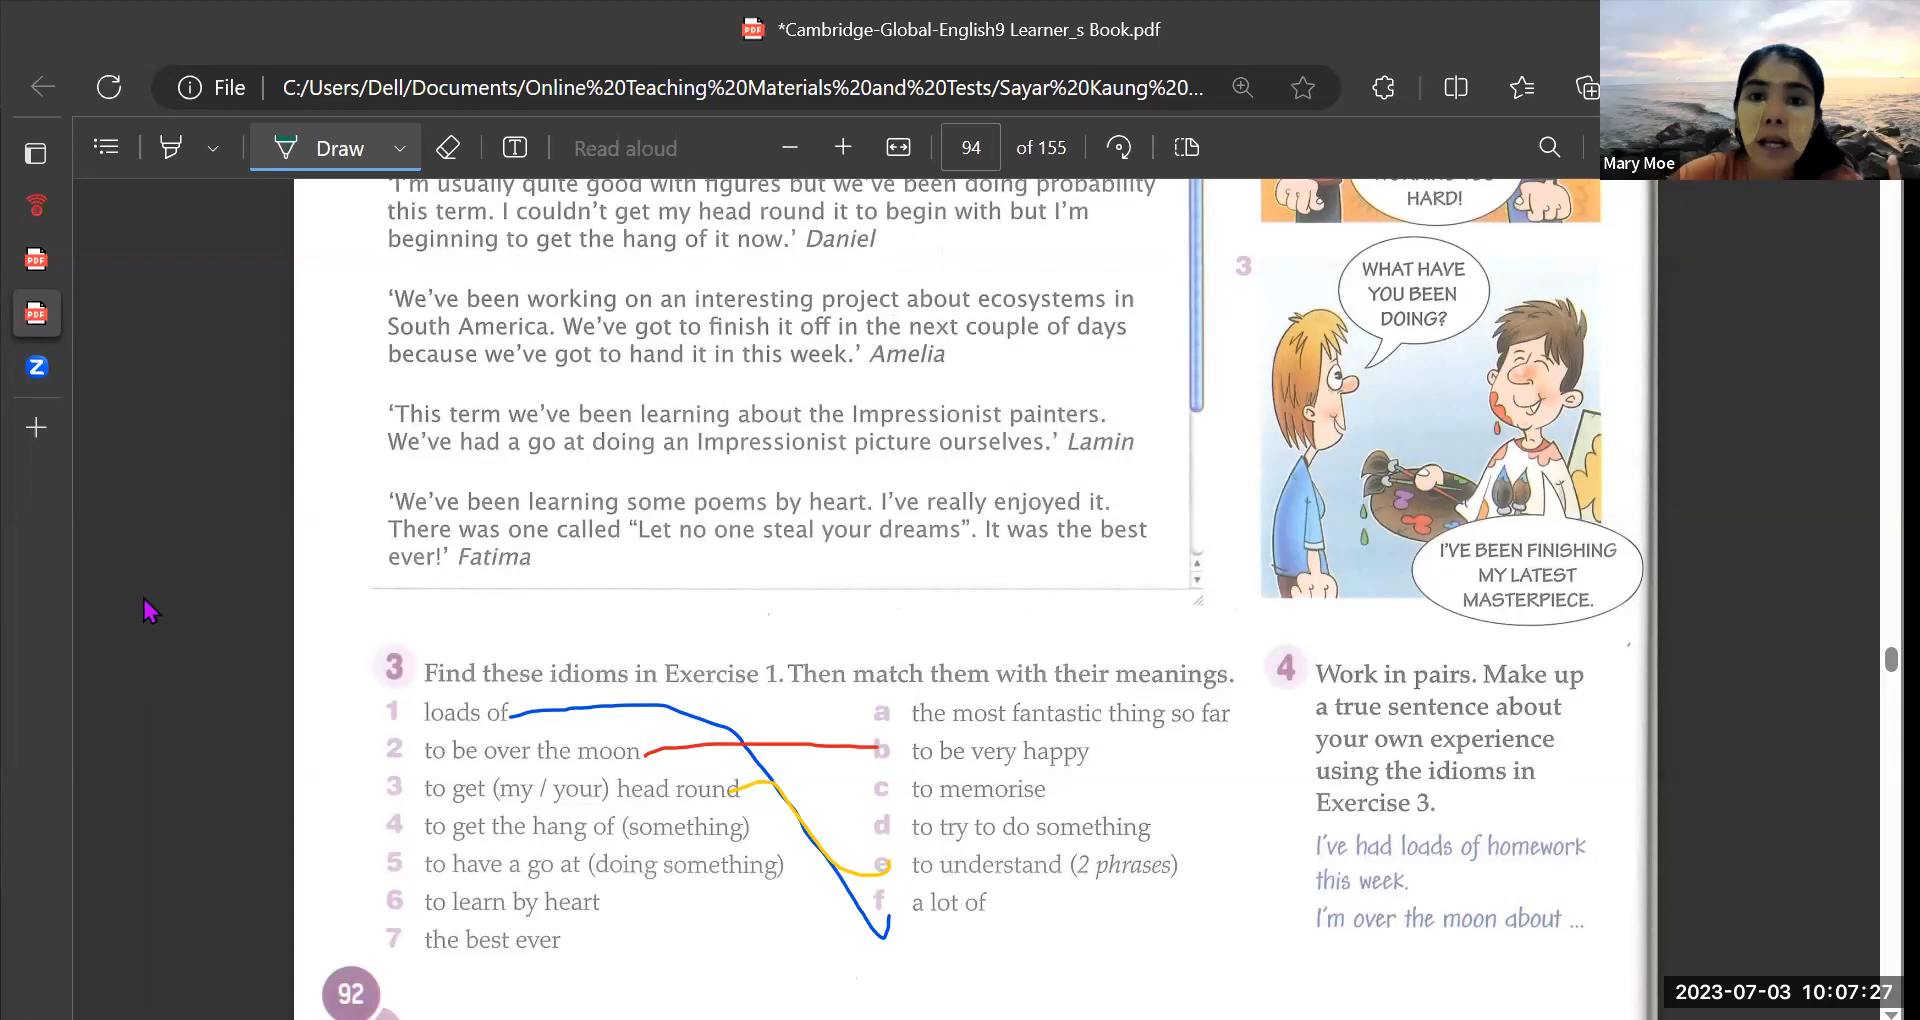 *Cambridge-Global-English9 Learner_s Book.pdf
File
C:/Users/Dell/Documents/Online%20Teaching%20Materials%20and%20Tests/Sayar%20Kaung%20...
Draw
Read aloud
94 of 155
Mary Moe
'I'm usually quite good with figures but we've been doing probability
this term. I couldn't get my head round it to begin with but I'm
beginning to get the hang of it now.' Daniel
'We've been working on an interesting project about ecosystems in
South America. We've got to finish it off in the next couple of days
because we've got to hand it in this week.' Amelia
'This term we've been learning about the Impressionist painters.
We've had a go at doing an Impressionist picture ourselves.' Lamin
'We've been learning some poems by heart. I've really enjoyed it.
There was one called “Let no one steal your dreams”. It was the best
ever!' Fatima
HARD!
3
WHAT HAVE
YOU BEEN
DOING?
I'VE BEEN FINISHING
MY LATEST
MASTERPIECE.
3 Find these idioms in Exercise 1. Then match them with their meanings.
1 loads of
2 to be over the moon
3 to get (my / your) head round
4 to get the hang of (something)
5 to have a go at (doing something)
6 to learn by heart
7 the best ever
a the most fantastic thing so far
b to be very happy
c to memorise
d to try to do something
e to understand (2 phrases)
f a lot of
4 Work in pairs. Make up
a true sentence about
your own experience
using the idioms in
Exercise 3.
I've had loads of homework
this week.
I'm over the moon about ...
92
2023-07-03 10:07:27